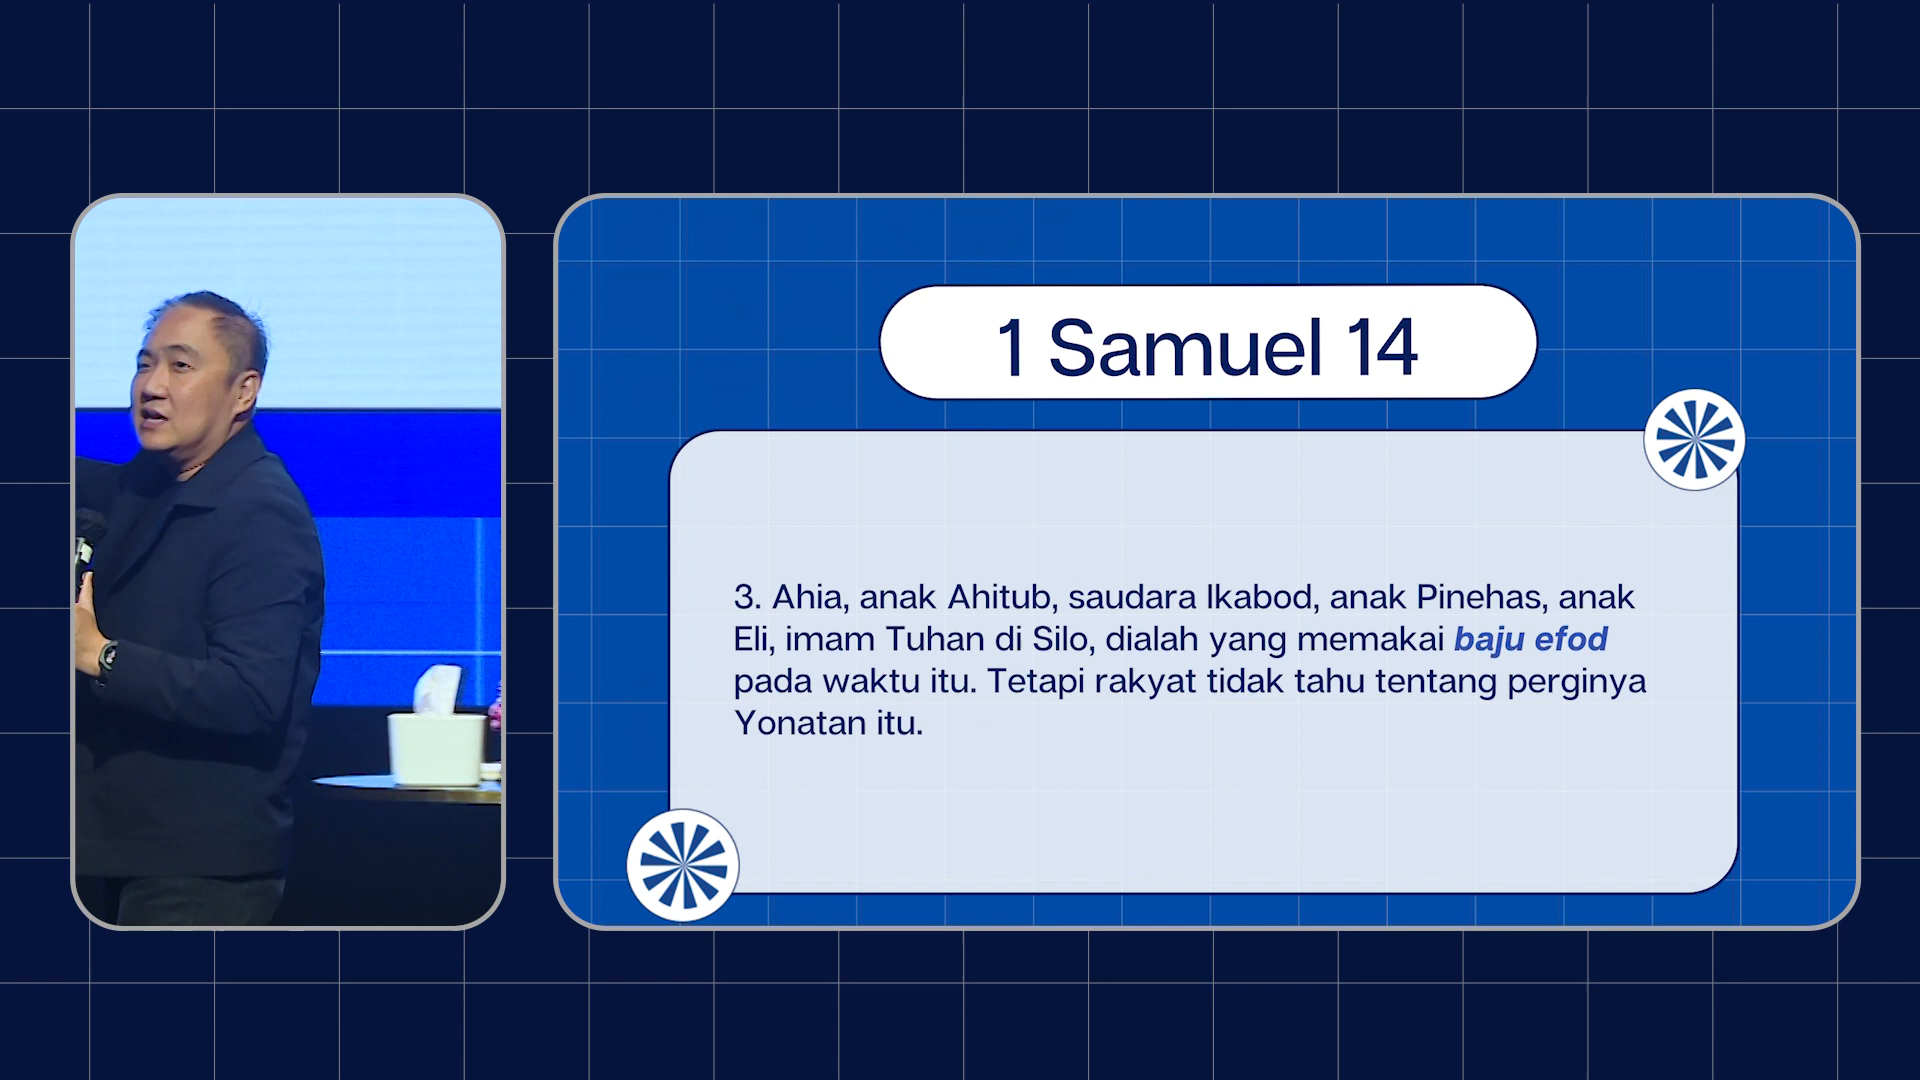 1 Samuel 14
3. Ahia, anak Ahitub, saudara Ikabod, anak Pinehas, anak
Eli, imam Tuhan di Silo, dialah yang memakai baju efod
pada waktu itu. Tetapi rakyat tidak tahu tentang perginya
Yonatan itu.